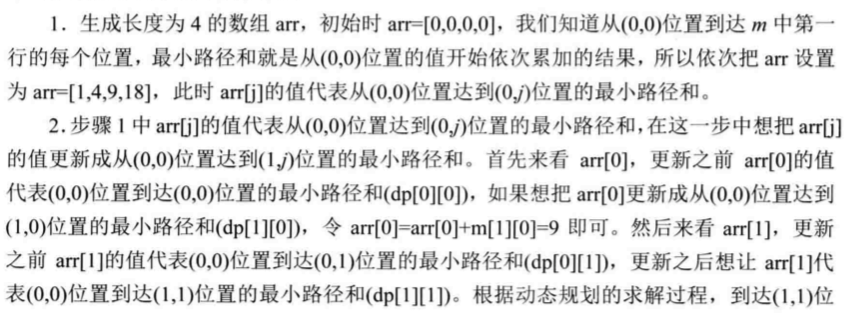 1．生成长度为 4 的数组 arr，初始时 arr=[0,0,0,0]，我们知道从(0,0)位置到达 m 中第一
行的每个位置，最小路径和就是从(0,0)位置的值开始依次累加的结果，所以依次把 arr 设置
为 arr=[1,4,9,18]，此时 arr[j]的值代表从(0,0)位置达到(0,j)位置的最小路径和。
2.步骤 1 中 arr[j]的值代表从(0,0)位置达到(0,j)位置的最小路径和，在这一步中想把 arr[j]
的值更新成从(0,0)位置达到(1,j)位置的最小路径和。首先来看 arr[0]，更新之前 arr[0]的值
代表(0,0)位置到达(0,0)位置的最小路径和(dp[0][0])，如果想把 arr[0]更新成从(0,0)位置达到
(1,0)位置的最小路径和(dp[1][0])，令 arr[0]=arr[0]+m[1][0]=9 即可。然后来看 arr[1]，更新
之前 arr[1]的值代表(0,0)位置到达(0,1)位置的最小路径和(dp[0][1])，更新之后想让 arr[1]代
表(0,0)位置到达(1,1)位置的最小路径和(dp[1][1])。根据动态规划的求解过程，到达(1,1)位